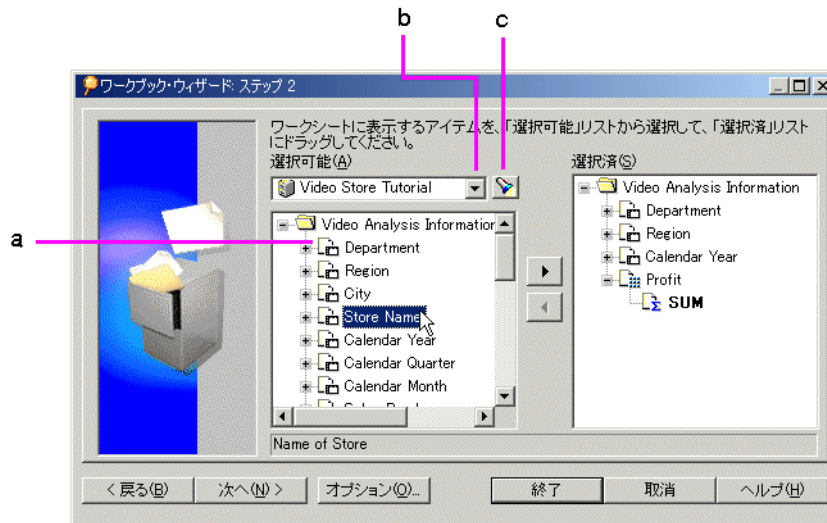 b c
ワークブック・ウィザード: ステップ 2
ワークシートに表示するアイテムを、「選択可能」リストから選択して、「選択済」リスト
にドラッグしてください。
選択可能(A)
選択済(S)
Video Store Tutorial
a
Video Analysis Information
Department
Region
City
Store Name
Calendar Year
Calendar Quarter
Calendar Month
Video Analysis Information
Department
Region
Calendar Year
Profit
SUM
Name of Store
< 戻る(B) 次へ(N) > オプション(O)... 終了 取消 ヘルプ(H)